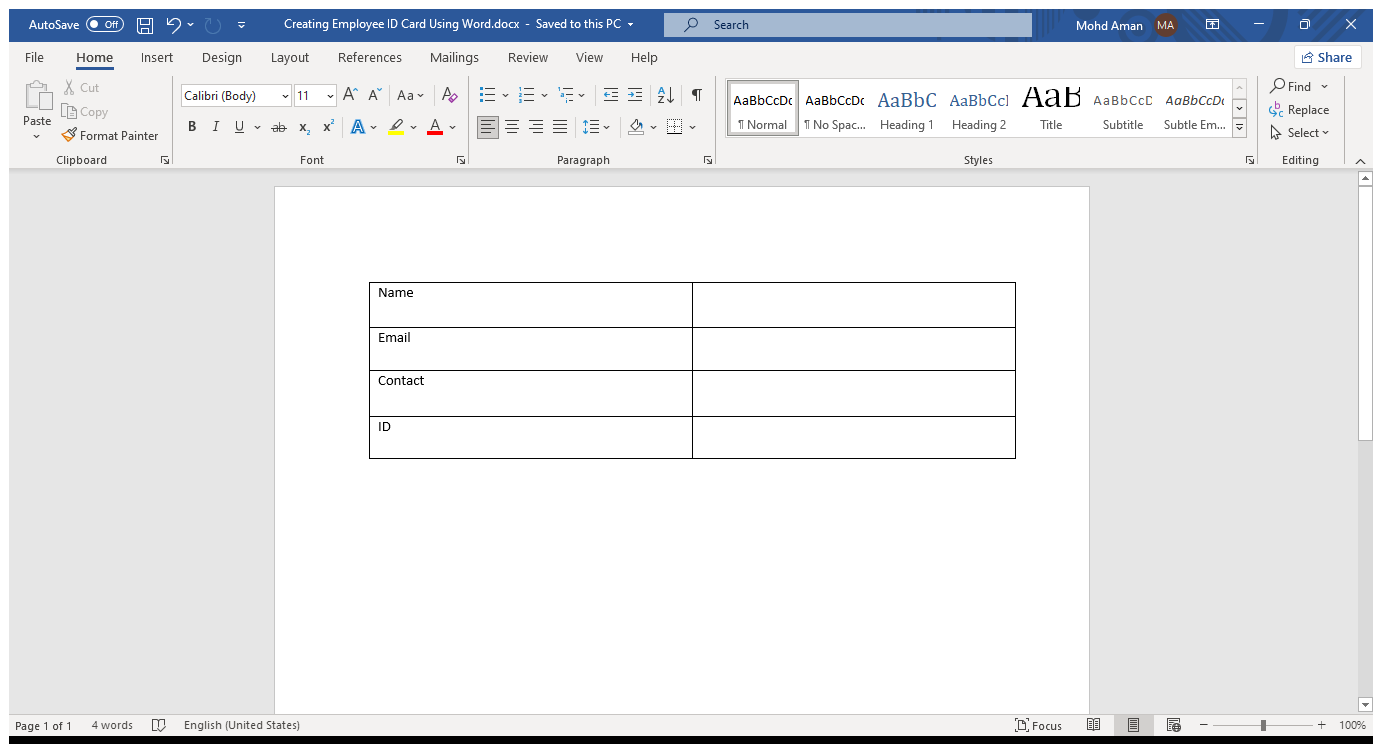 AutoSave Off Creating Employee ID Card Using Word.docx - Saved to this PC Search Mohd Aman MA
File Home Insert Design Layout References Mailings Review View Help Share
Paste
Cut
Copy
Format Painter
Clipboard
Calibri (Body) 11 A A Aa A
B I U ab x2 x2 A A
Font
A Z ¶
Paragraph
AaBbCcDc AaBbCcDc AaBbC AaBbCcI AaB AaBbCcD AaBbCcDc
¶ Normal ¶ No Spac... Heading 1 Heading 2 Title Subtitle Subtle Em...
Styles
Find
Replace
Select
Editing
Name
Email
Contact
ID
Page 1 of 1 4 words English (United States) Focus - + 100%